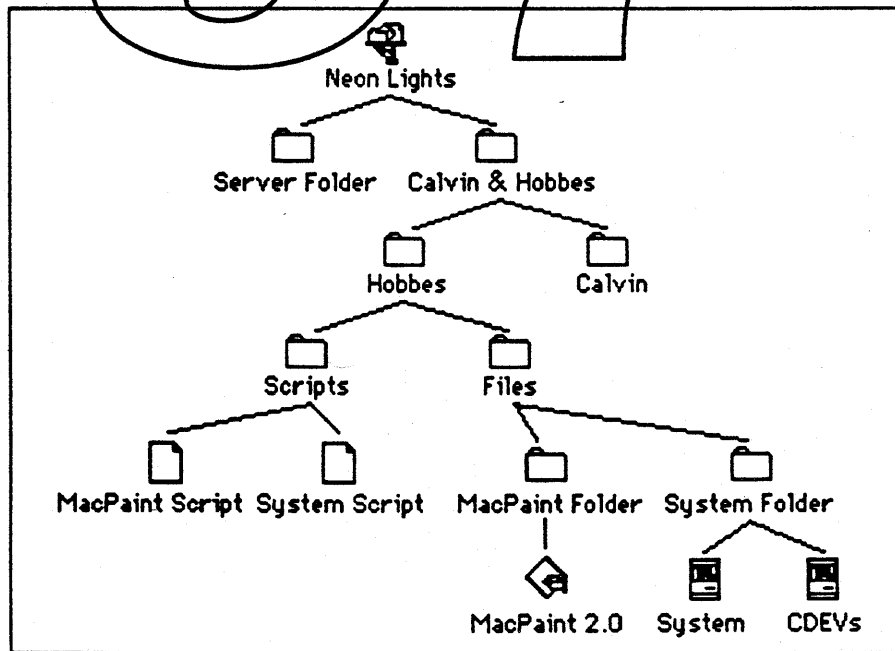 Neon Lights
Server Folder Calvin & Hobbes
Hobbes Calvin
Scripts Files
MacPaint Script System Script MacPaint Folder System Folder
MacPaint 2.0 System CDEVs